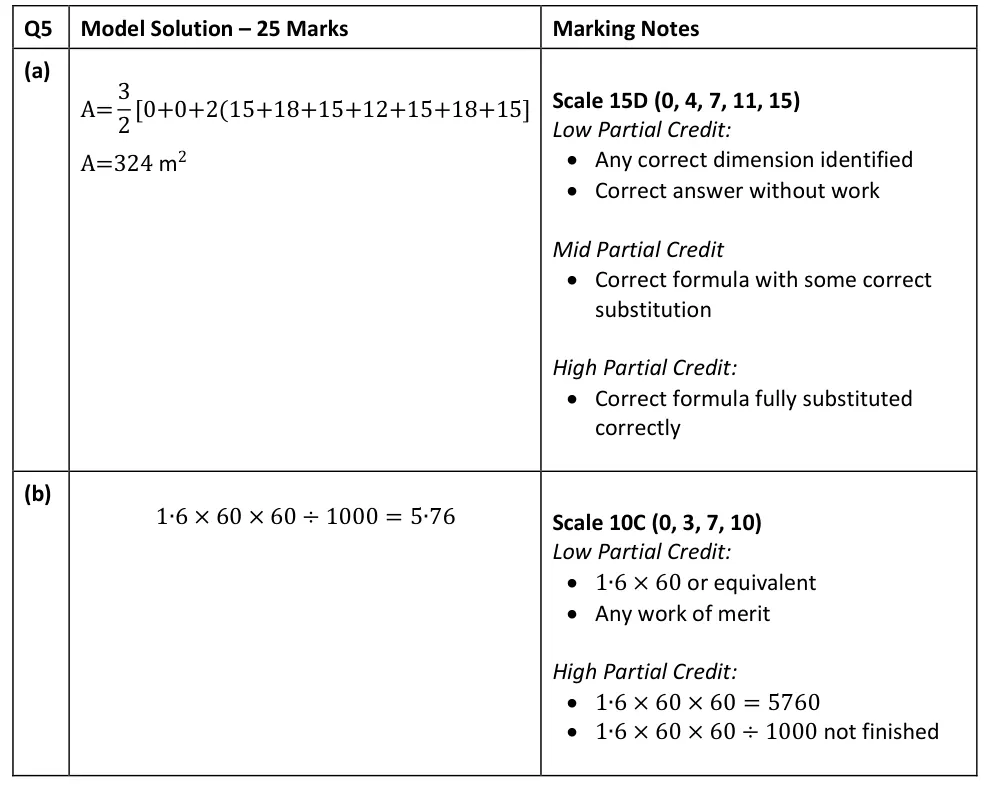 Q5 Model Solution – 25 Marks Marking Notes
(a)
A=3/2[0+0+2(15+18+15+12+15+18+15]
A=324 m²
Scale 15D (0, 4, 7, 11, 15)
Low Partial Credit:
• Any correct dimension identified
• Correct answer without work
Mid Partial Credit
• Correct formula with some correct
substitution
High Partial Credit:
• Correct formula fully substituted
correctly
(b)
1·6 × 60 × 60 ÷ 1000 = 5·76
Scale 10C (0, 3, 7, 10)
Low Partial Credit:
• 1·6 × 60 or equivalent
• Any work of merit
High Partial Credit:
• 1·6 × 60 × 60 = 5760
• 1·6 × 60 × 60 ÷ 1000 not finished